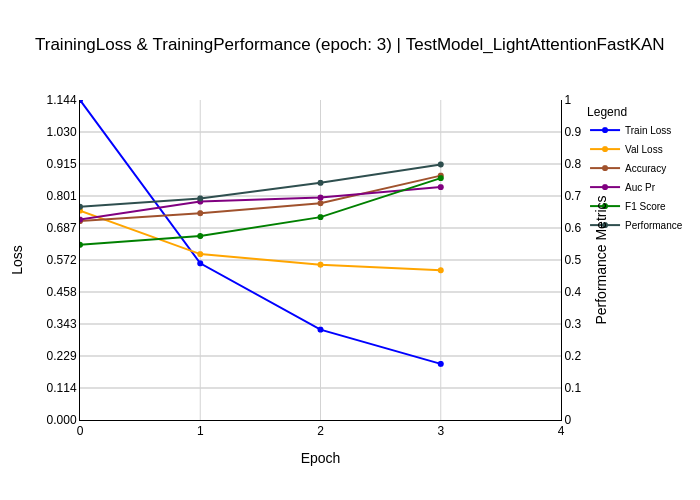 TrainingLoss & TrainingPerformance (epoch: 3) | TestModel_LightAttentionFastKAN
1.144
1.030
0.915
0.801
0.687
0.572
0.458
0.343
0.229
0.114
0.000
Loss
0
1
2
3
4
Epoch
1
0.9
0.8
0.7
0.6
0.5
0.4
0.3
0.2
0.1
0
Performance Metrics
Legend
Train Loss
Val Loss
Accuracy
Auc Pr
F1 Score
Performance